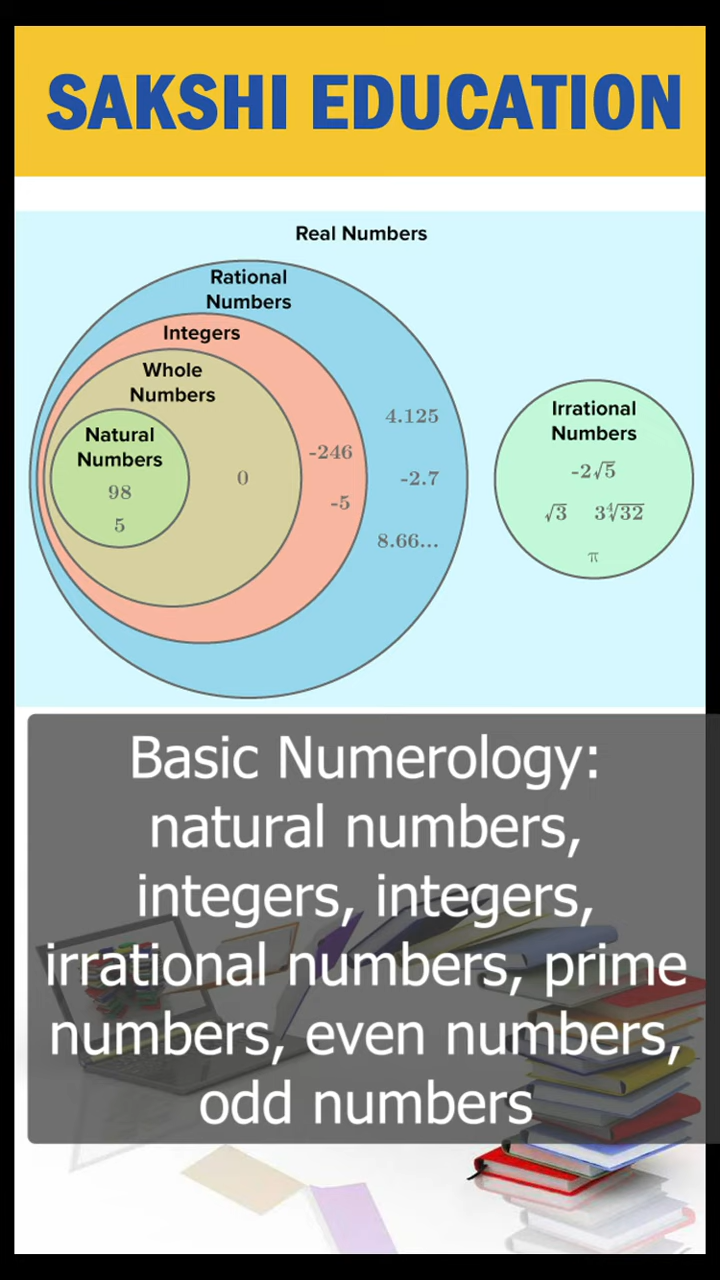 SAKSHI EDUCATION
Real Numbers
Rational
Numbers
Integers
Whole
Numbers
Natural
Numbers
98
5
0
-246
-5
4.125
-2.7
8.66...
Irrational
Numbers
-2√5
√3 3∜32
π
Basic Numerology:
natural numbers,
integers, integers,
irrational numbers, prime
numbers, even numbers,
odd numbers